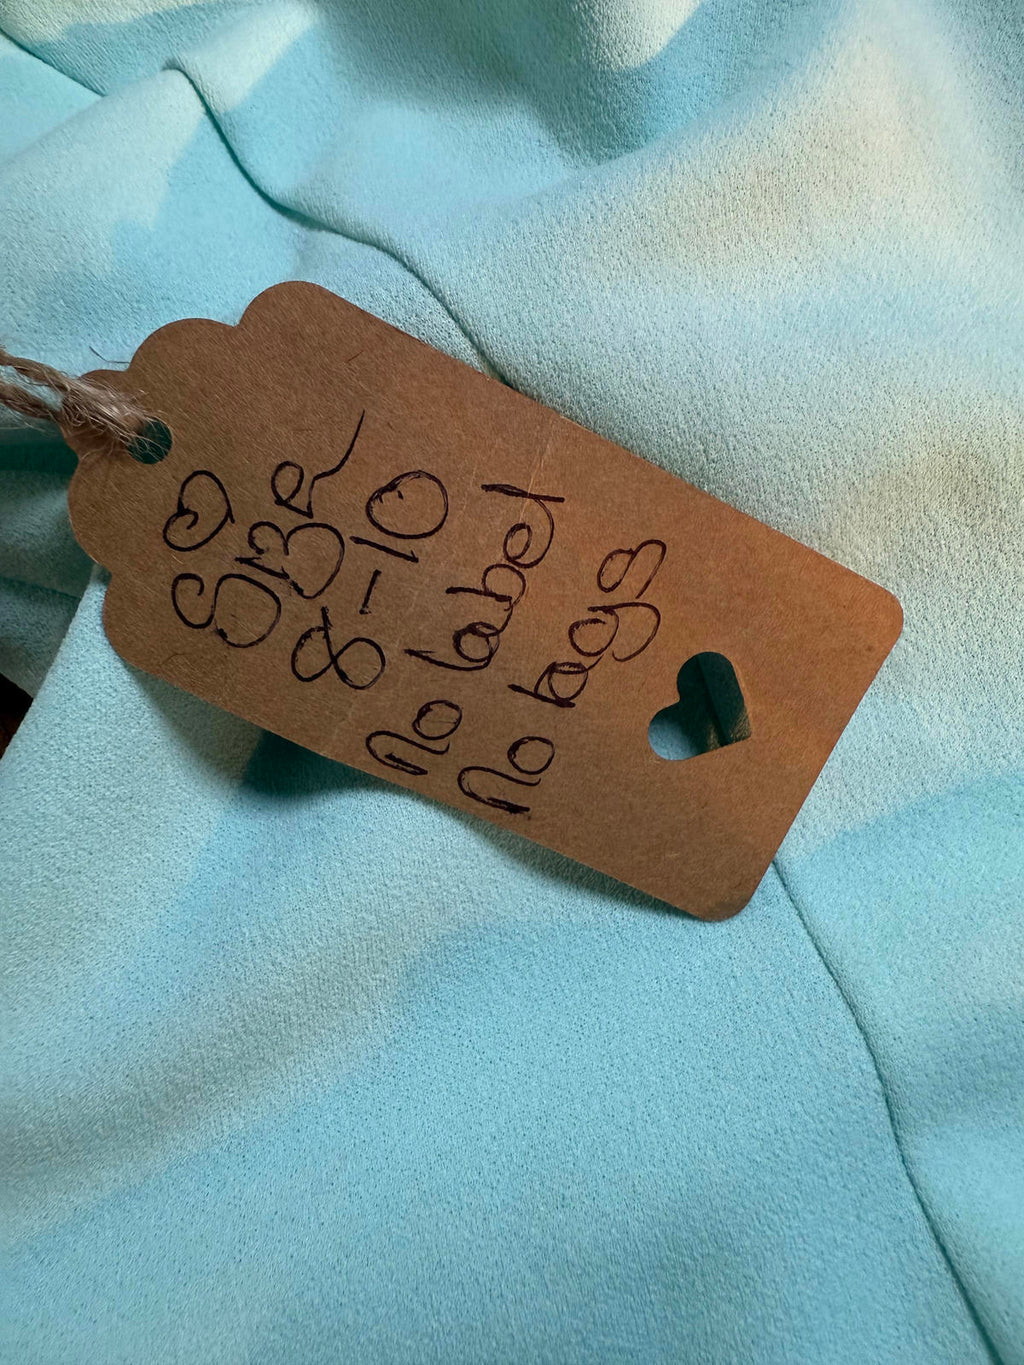 SIZE
8-10
no label
no tags